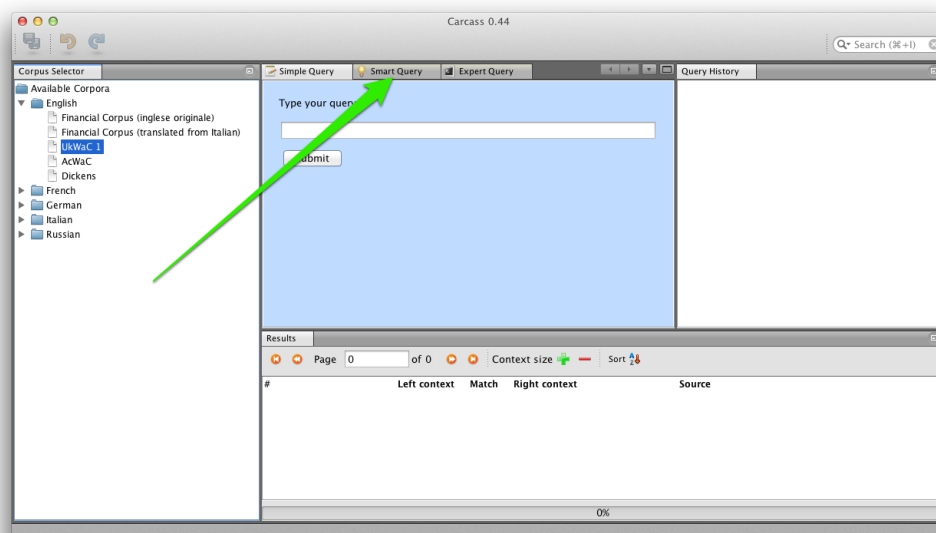 Carcass 0.44
Search (⌘+I)
Corpus Selector
Simple Query
Smart Query
Expert Query
Query History
Available Corpora
English
Financial Corpus (inglese originale)
Financial Corpus (translated from Italian)
UkWaC 1
AcWaC
Dickens
French
German
Italian
Russian
Type your
Results
Page 0 of 0 Context size Sort
# Left context Match Right context Source
0%